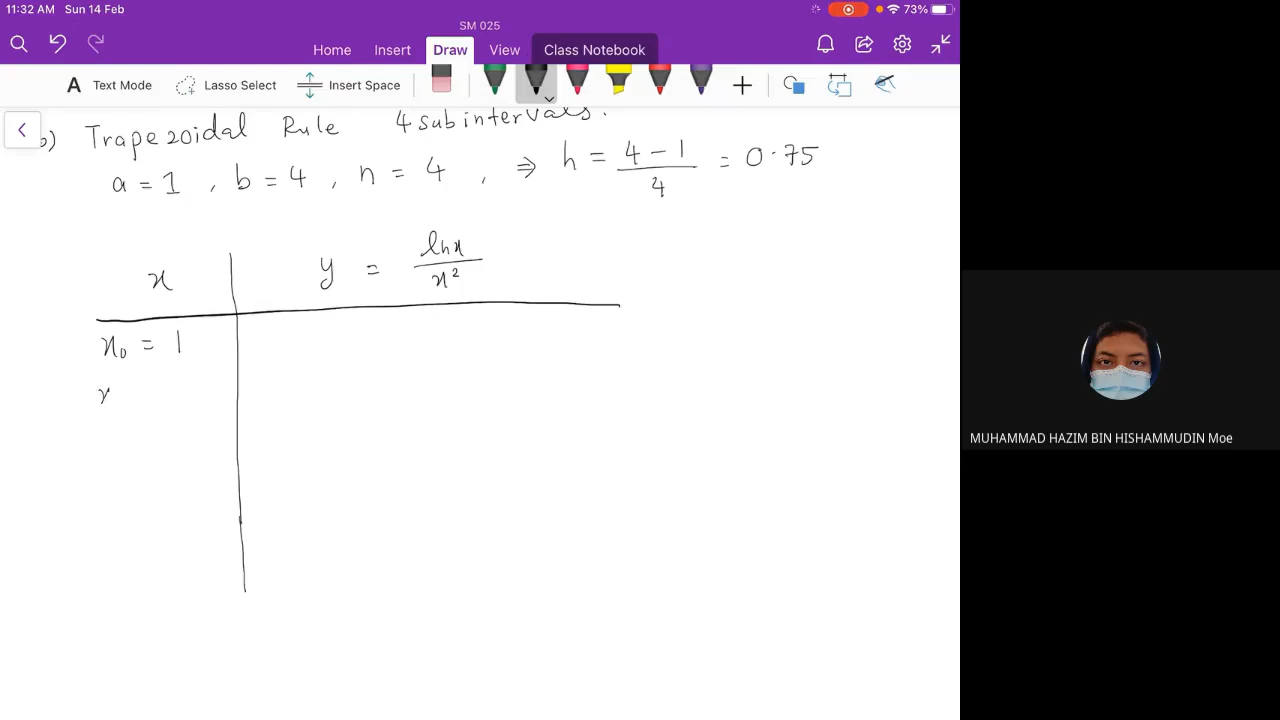 11:32 AM Sun 14 Feb
73%
SM 025
Home Insert Draw View Class Notebook
A Text Mode Lasso Select Insert Space
b) Trapezoidal Rule 4 subintervals.
a = 1 , b = 4 , n = 4 , ⇒ h = (4 - 1)/4 = 0.75
x y = ln x / x²
x₀ = 1
x
MUHAMMAD HAZIM BIN HISHAMMUDIN Moe